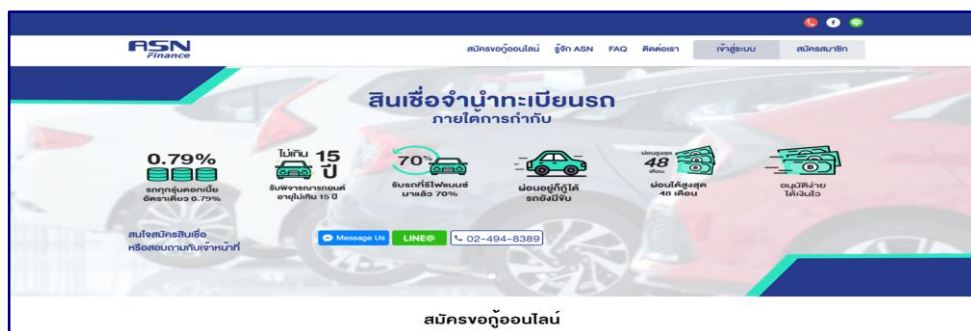 ASN
Finance
สมัครขอกู้ออนไลน์ รู้จัก ASN FAQ ติดต่อเรา เข้าสู่ระบบ สมัครสมาชิก
สินเชื่อจำนำทะเบียนรถ
ภายใต้การกำกับ
0.79%
รถทุกรุ่นดอกเบี้ย
อัตราเดียว 0.79%
ไม่เกิน 15 ปี
รับพิจารณารถยนต์
อายุไม่เกิน 15 ปี
70%
รับรถที่รีไฟแนนซ์
มาแล้ว 70%
ผ่อนอยู่ก็กู้ได้
รถยังมีขับ
ผ่อนสูงสุด
48
เดือน
ผ่อนได้สูงสุด
48 เดือน
อนุมัติง่าย
ได้เงินไว
สนใจสมัครสินเชื่อ
หรือสอบถามกับเจ้าหน้าที่
Message Us LINE@ 02-494-8389
สมัครขอกู้ออนไลน์